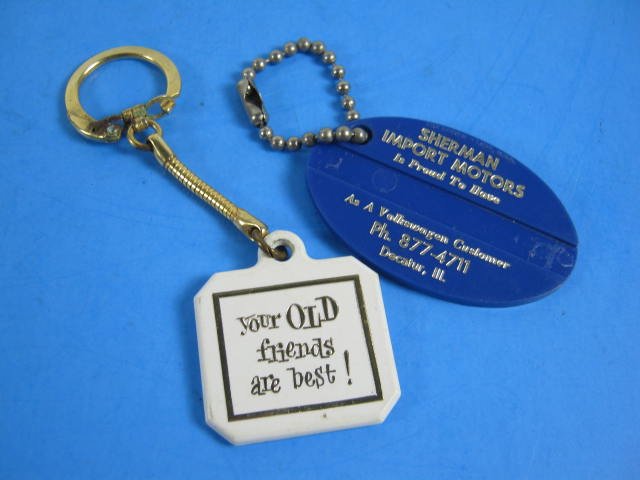 SHERMAN
IMPORT MOTORS
Is Proud To Have
As A Volkswagen Customer
Ph. 877-4711
Decatur, Ill.
your OLD
friends
are best!